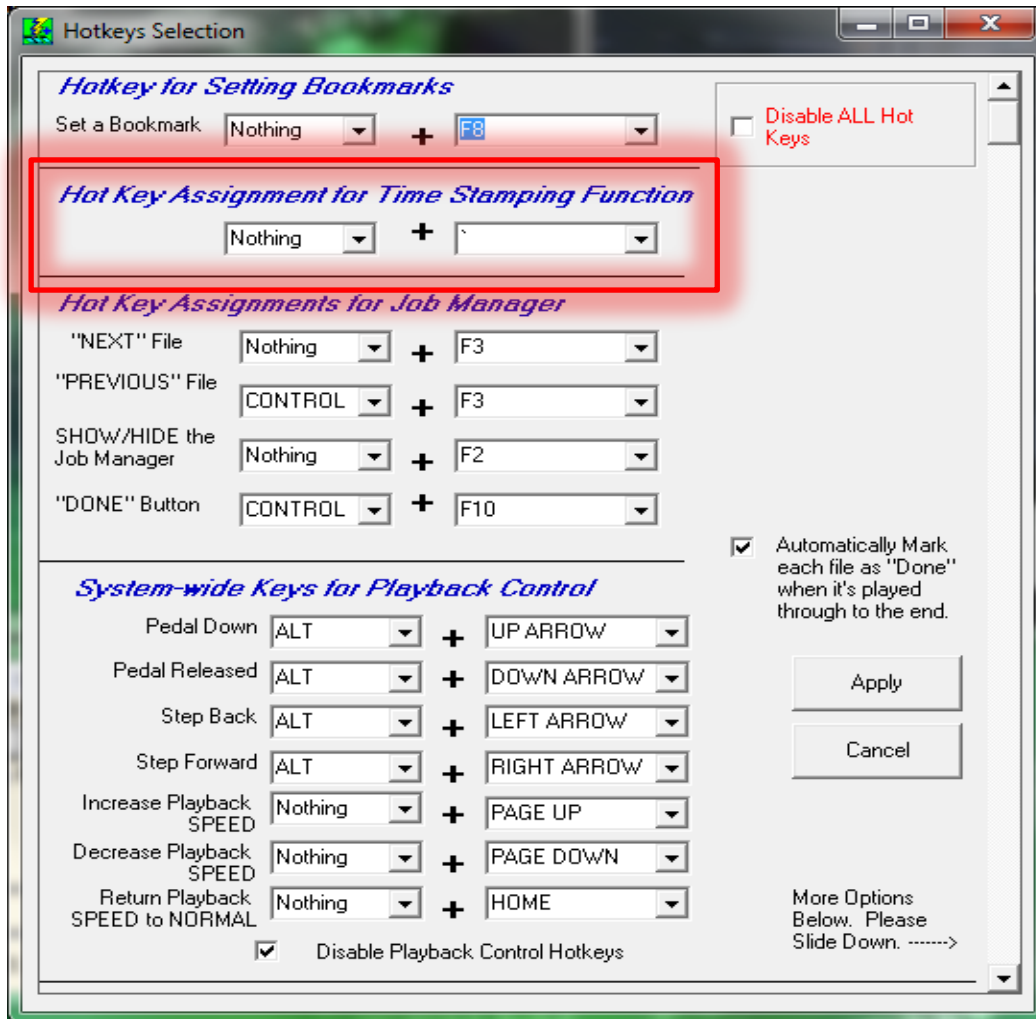 Hotkeys Selection
Hotkey for Setting Bookmarks
Set a Bookmark Nothing + F8
Disable ALL Hot
Keys
Hot Key Assignment for Time Stamping Function
Nothing + `
Hot Key Assignments for Job Manager
"NEXT" File Nothing + F3
"PREVIOUS" File CONTROL + F3
SHOW/HIDE the
Job Manager Nothing + F2
"DONE" Button CONTROL + F10
Automatically Mark
each file as "Done"
when it's played
through to the end.
System-wide Keys for Playback Control
Pedal Down ALT + UP ARROW
Pedal Released ALT + DOWN ARROW
Step Back ALT + LEFT ARROW
Step Forward ALT + RIGHT ARROW
Increase Playback
SPEED Nothing + PAGE UP
Decrease Playback
SPEED Nothing + PAGE DOWN
Return Playback
SPEED to NORMAL Nothing + HOME
Disable Playback Control Hotkeys
Apply
Cancel
More Options
Below. Please
Slide Down. ------->